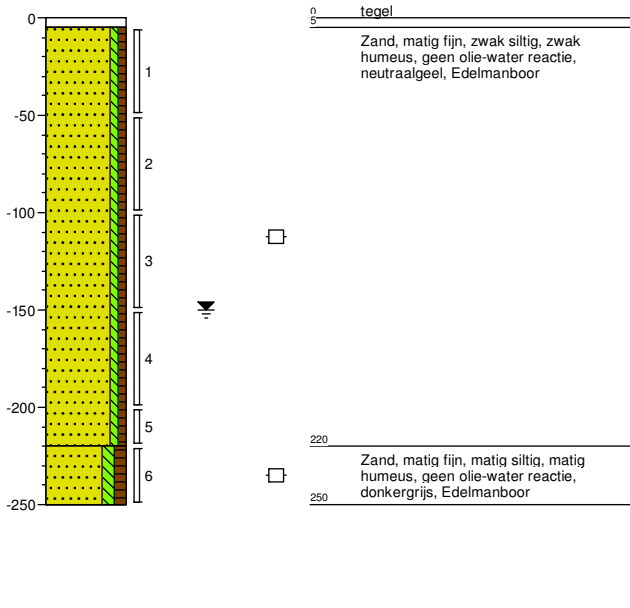 0
-50
-100
-150
-200
-250
1
2
3
4
5
6
0
tegel
5
Zand, matig fijn, zwak siltig, zwak
humeus, geen olie-water reactie,
neutraalgeel, Edelmanboor
220
Zand, matig fijn, matig siltig, matig
humeus, geen olie-water reactie,
donkergrijs, Edelmanboor
250